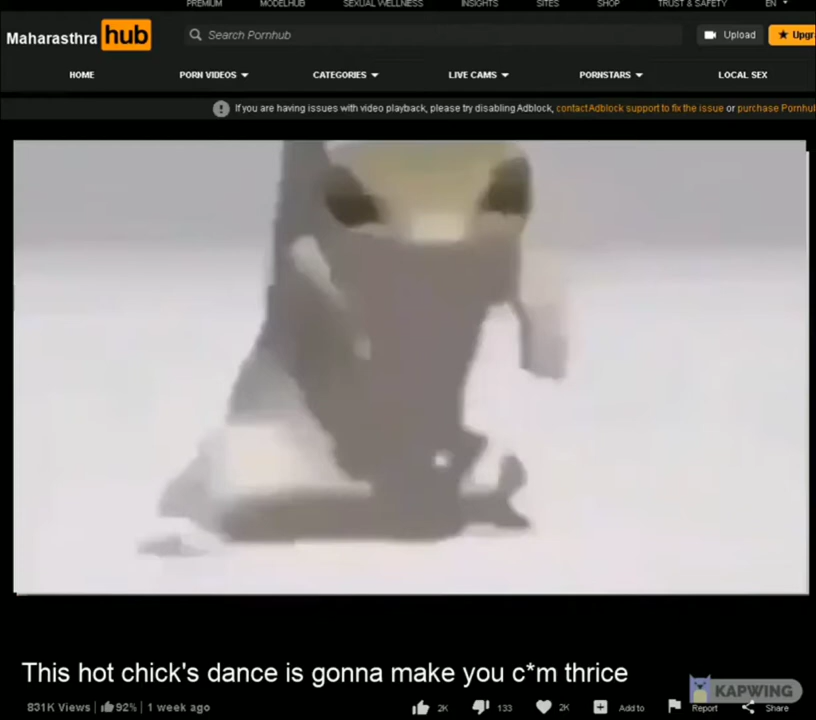 PREMIUM MODELHUB SEXUAL WELLNESS INSIGHTS SITES SHOP TRUST & SAFETY EN
Maharasthra hub Search Pornhub Upload Upgr
HOME PORN VIDEOS CATEGORIES LIVE CAMS PORNSTARS LOCAL SEX
If you are having issues with video playback, please try disabling Adblock, contact Adblock support to fix the issue or purchase Pornhu
This hot chick's dance is gonna make you c*m thrice
KAPWING
831K Views 92% 1 week ago 2K 133 2K Add to Report Share